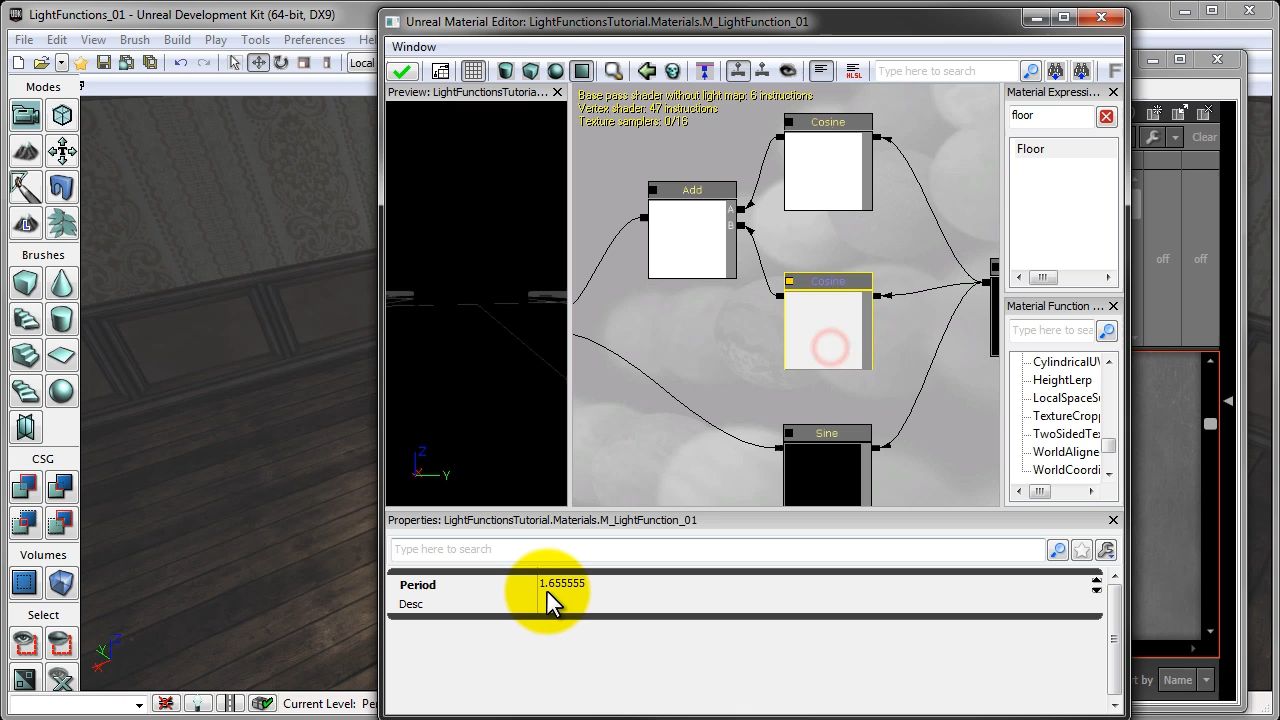 LightFunctions_01 - Unreal Development Kit (64-bit, DX9)
File Edit View Brush Build Play Tools Preferences
Local
Modes
Brushes
CSG
Volumes
Select
Current Level:
Unreal Material Editor: LightFunctionsTutorial.Materials.M_LightFunction_01
Window
HLSL
Type here to search
Preview: LightFunctionsTutoria...
Base pass shader without light map: 6 instructions
Vertex shader: 47 instructions
Texture samplers: 0/16
Cosine
Add
A
B
Cosine
Sine
Z
X
Y
Material Expressi...
floor
Floor
Material Function ...
Type here to sea
CylindricalUV
HeightLerp
LocalSpaceSu
TextureCropp
TwoSidedTex
WorldAligne
WorldCoordi
Properties: LightFunctionsTutorial.Materials.M_LightFunction_01
Type here to search
Period 1.655555
Desc
Clear
off off
Name
Z
Y
X